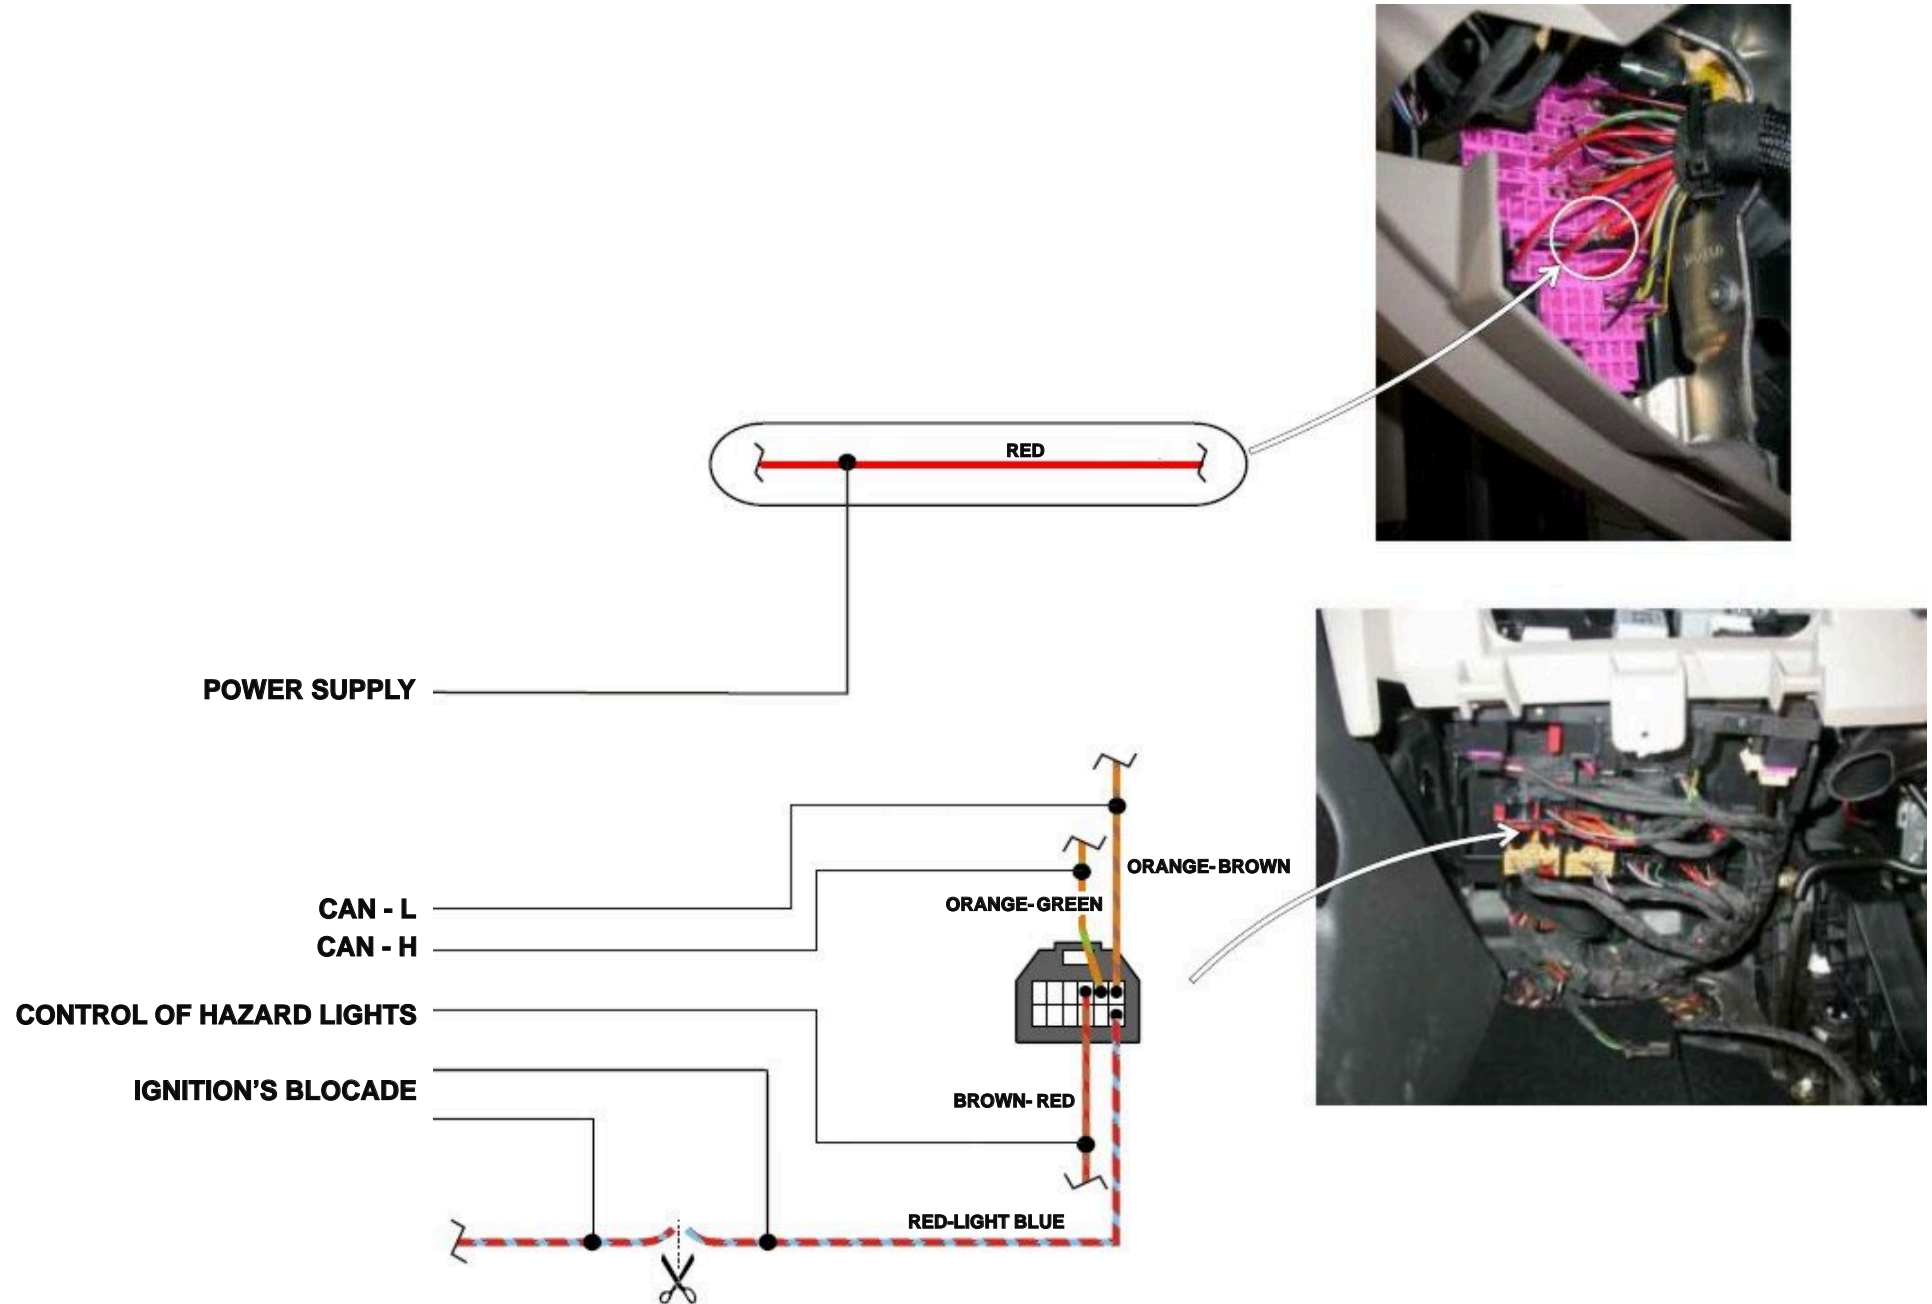 RED
POWER SUPPLY
ORANGE-BROWN
ORANGE-GREEN
CAN - L
CAN - H
CONTROL OF HAZARD LIGHTS
IGNITION’S BLOCADE
BROWN- RED
RED-LIGHT BLUE